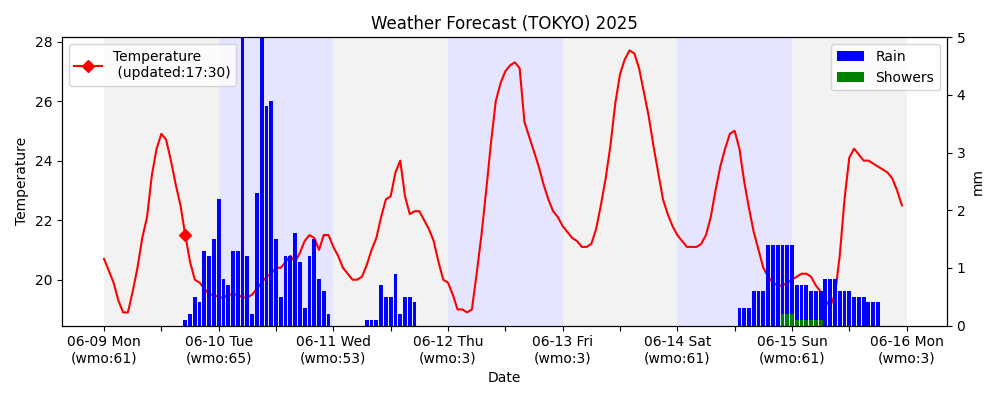 Weather Forecast (TOKYO) 2025
Temperature
(updated:17:30)
Rain
Showers
28
26
24
22
20
Temperature
5
4
3
2
1
0
mm
06-09 Mon
(wmo:61)
06-10 Tue
(wmo:65)
06-11 Wed
(wmo:53)
06-12 Thu
(wmo:3)
06-13 Fri
(wmo:3)
06-14 Sat
(wmo:61)
06-15 Sun
(wmo:61)
06-16 Mon
(wmo:3)
Date